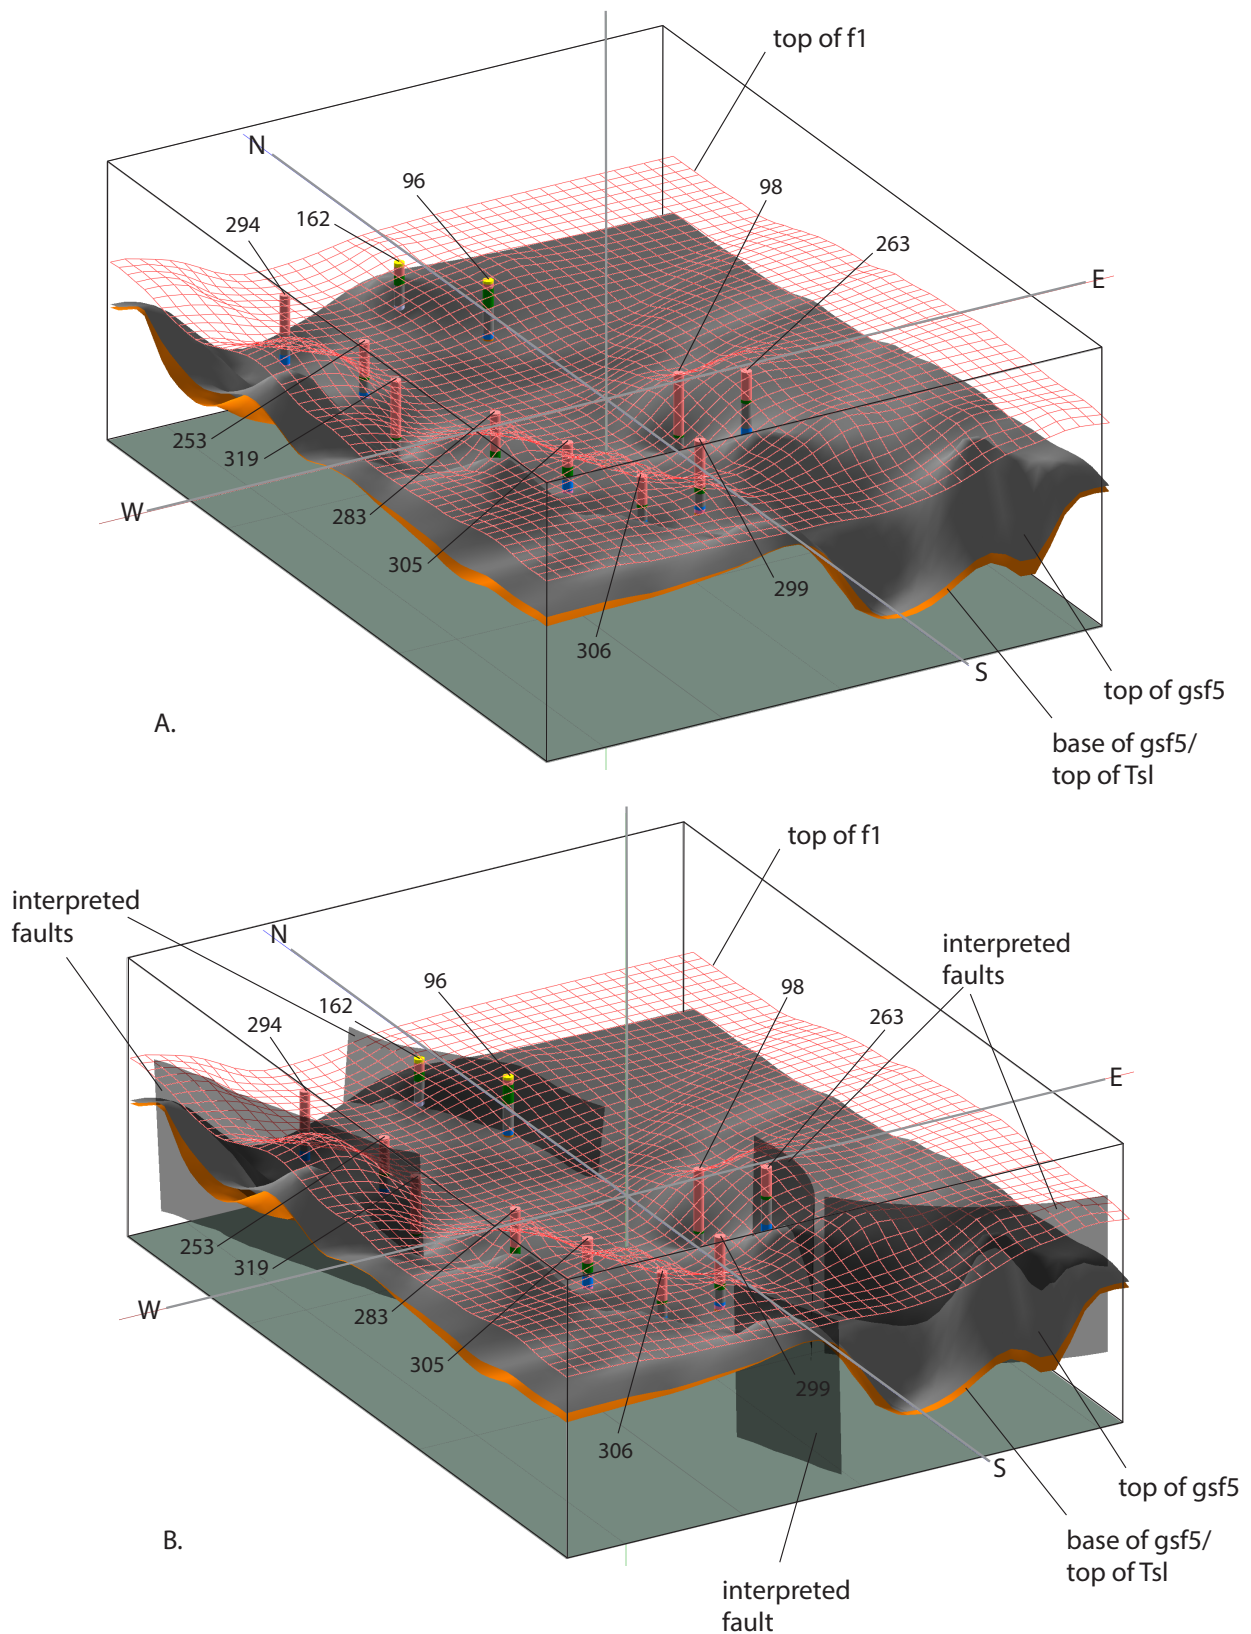 top of f1
N
96
98
162
294
263
E
253
319
W
283
305
299
306
S
top of gsf5
A.
base of gsf5/
top of Tsl
top of f1
interpreted
faults
N
interpreted
faults
96
98
162
263
294
E
253
319
W
283
305
299
306
S
top of gsf5
B.
base of gsf5/
top of Tsl
interpreted
fault